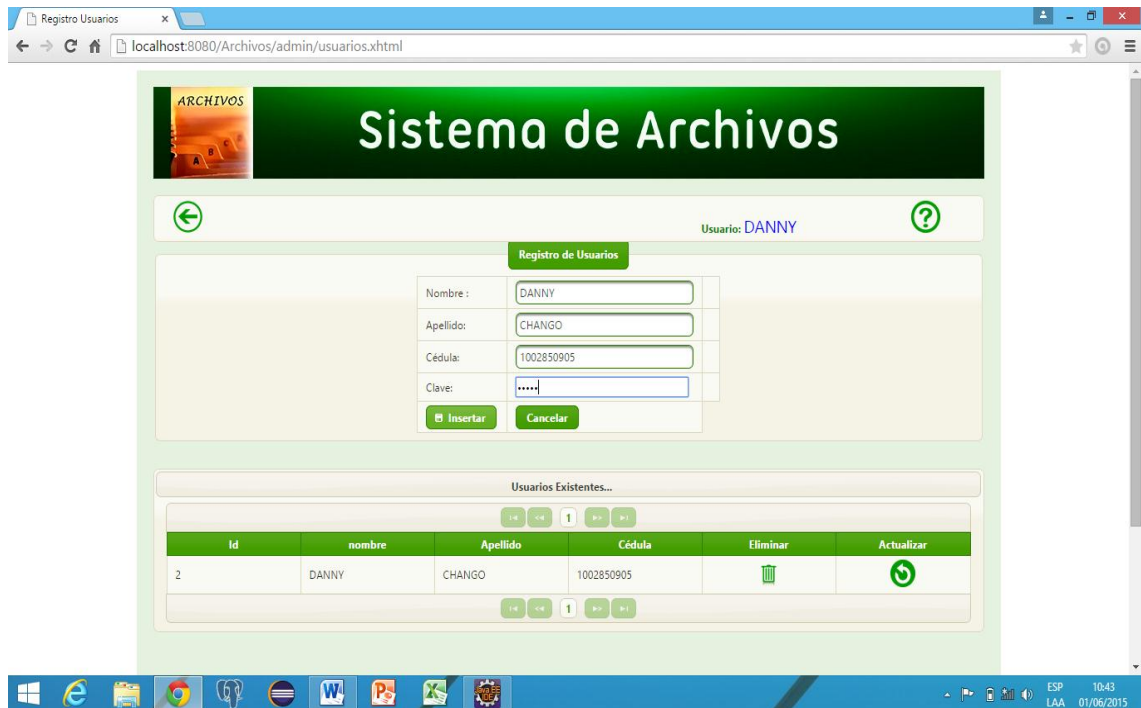 Registro Usuarios
localhost:8080/Archivos/admin/usuarios.xhtml
ARCHIVOS
A B C
Sistema de Archivos
Usuario: DANNY
Registro de Usuarios
Nombre : DANNY
Apellido: CHANGO
Cédula: 1002850905
Clave: •••••
Insertar Cancelar
Usuarios Existentes...
1
Id nombre Apellido Cédula Eliminar Actualizar
2 DANNY CHANGO 1002850905
1
ESP 10:43
LAA 01/06/2015